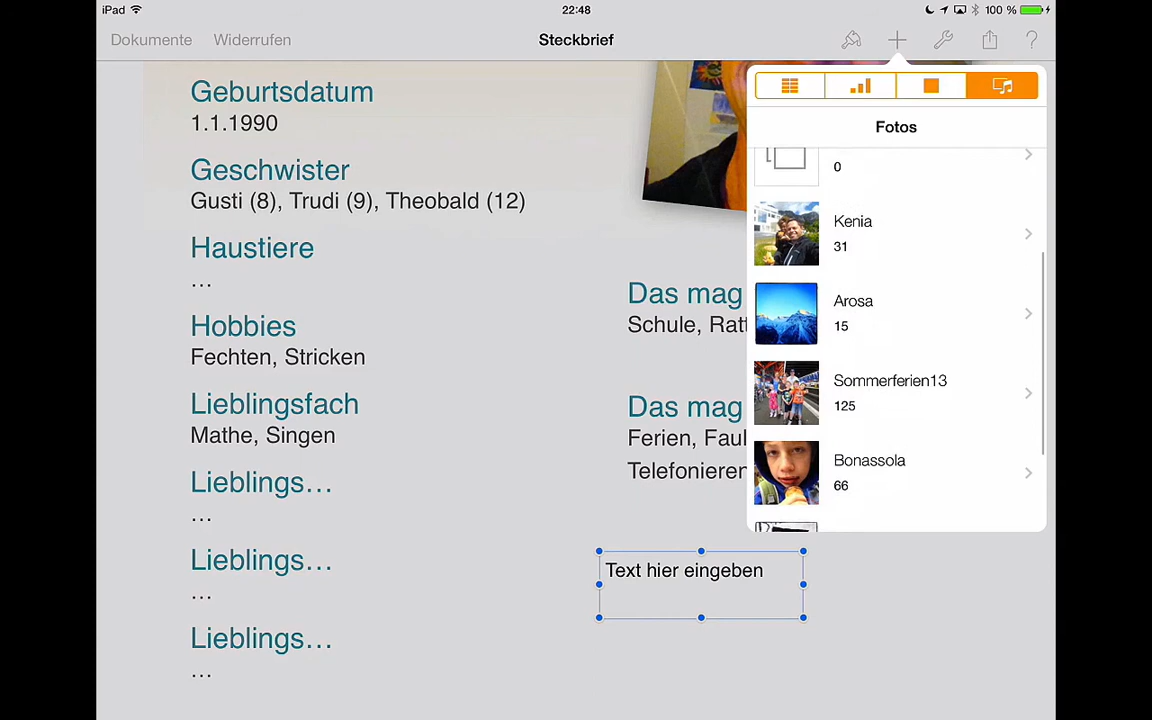 iPad
22:48
100 %
Dokumente Widerrufen
Steckbrief
?
Geburtsdatum
1.1.1990
Geschwister
Gusti (8), Trudi (9), Theobald (12)
Haustiere
...
Hobbies
Fechten, Stricken
Lieblingsfach
Mathe, Singen
Lieblings...
...
Lieblings...
...
Lieblings...
...
Das mag
Schule, Ratt
Das mag
Ferien, Faul
Telefonieren
Text hier eingeben
Fotos
0
Kenia
31
Arosa
15
Sommerferien13
125
Bonassola
66